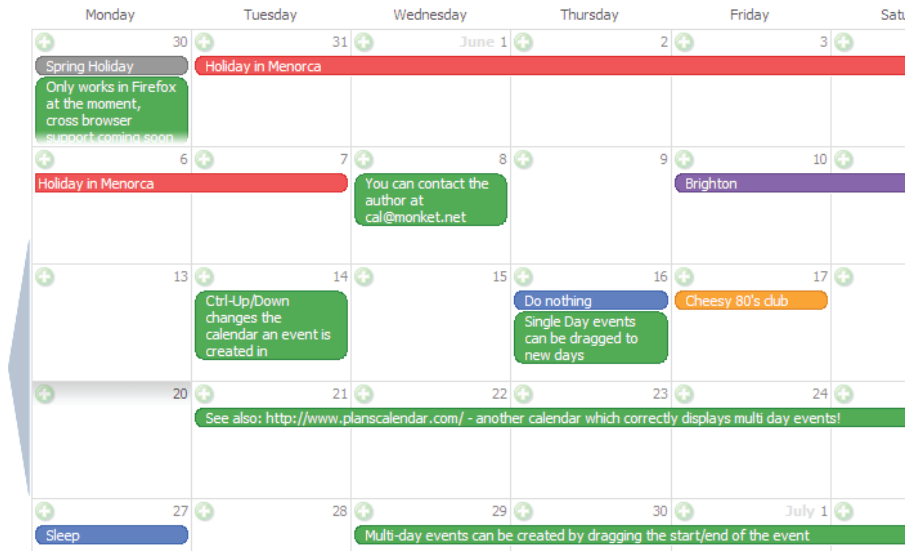 Monday Tuesday Wednesday Thursday Friday Satu
30 31 June 1 2 3
Spring Holiday
Holiday in Menorca
Only works in Firefox
at the moment,
cross browser
support coming soon
6 7 8 9 10
Holiday in Menorca
You can contact the
author at
cal@monket.net
Brighton
13 14 15 16 17
Ctrl-Up/Down
changes the
calendar an event is
created in
Do nothing
Single Day events
can be dragged to
new days
Cheesy 80's club
20 21 22 23 24
See also: http://www.planscalendar.com/ - another calendar which correctly displays multi day events!
27 28 29 30 July 1
Sleep
Multi-day events can be created by dragging the start/end of the event